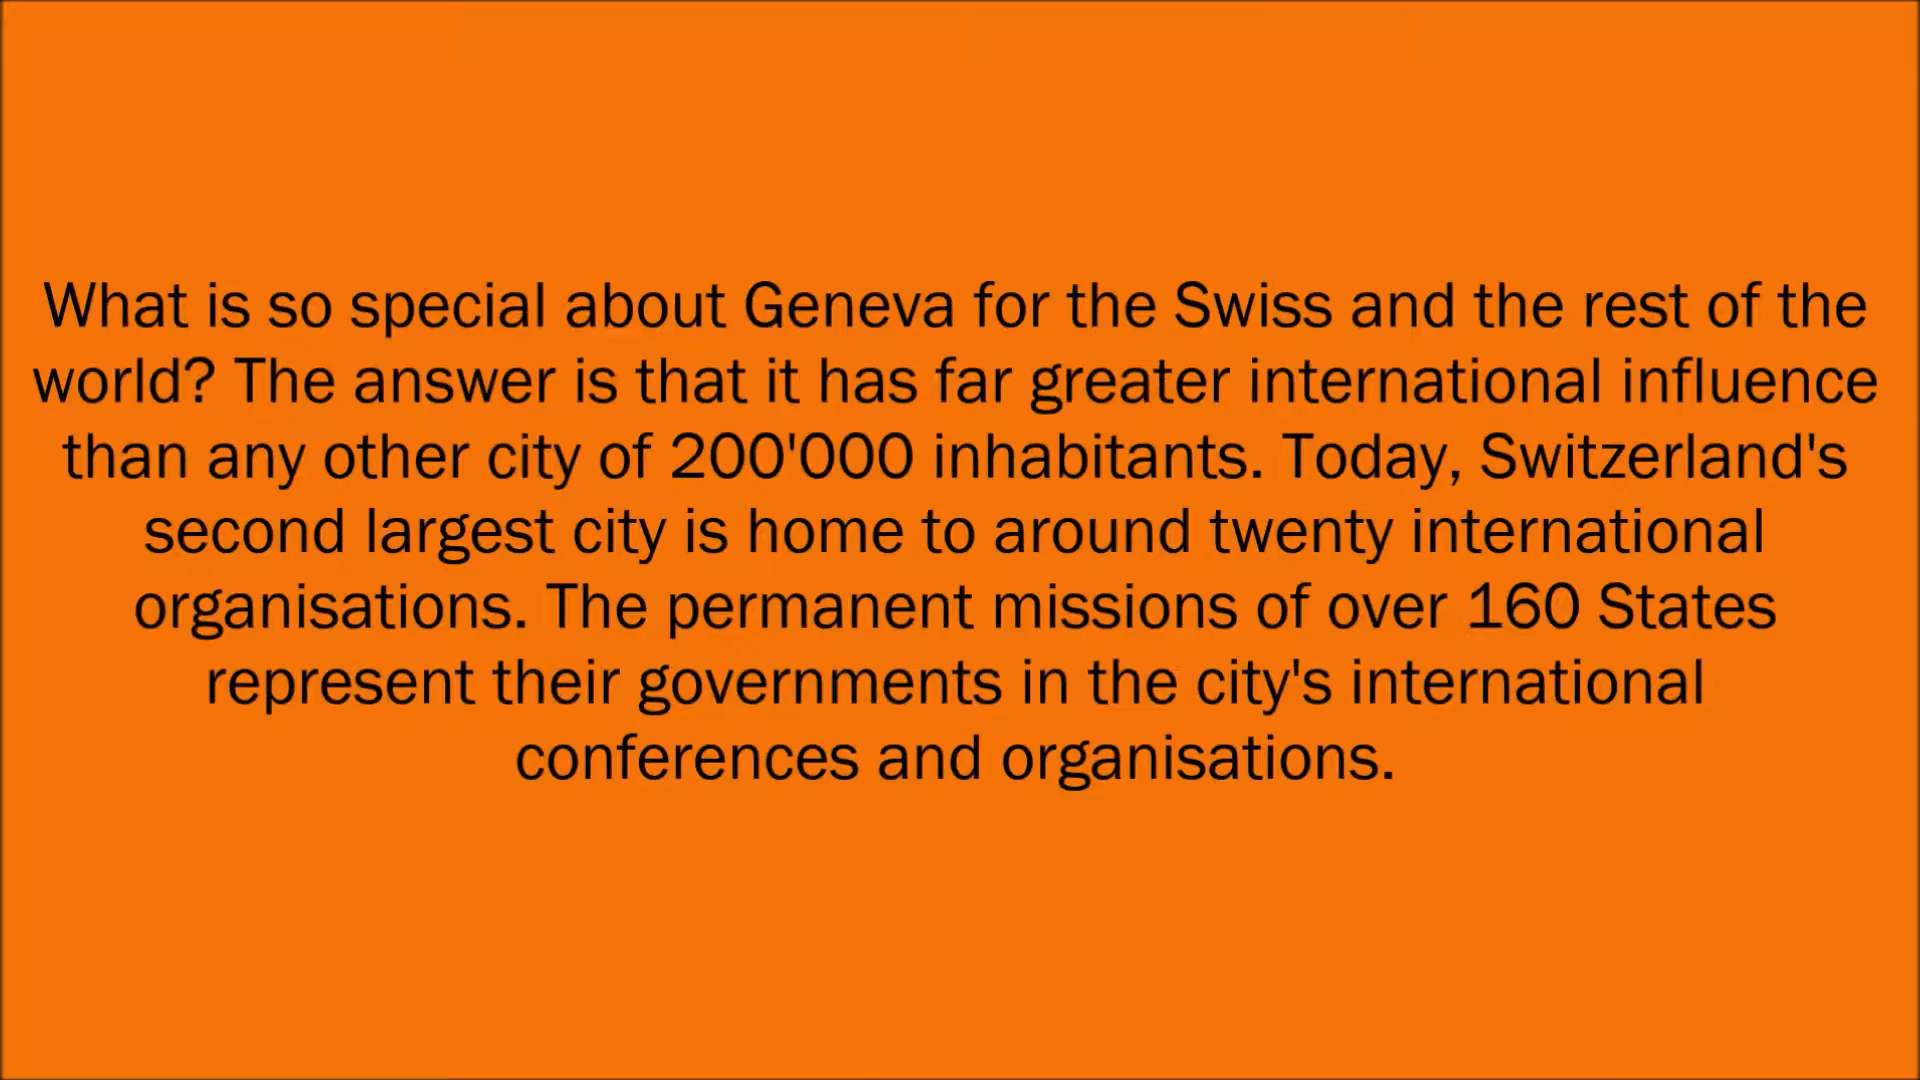 What is so special about Geneva for the Swiss and the rest of the
world? The answer is that it has far greater international influence
than any other city of 200'000 inhabitants. Today, Switzerland's
second largest city is home to around twenty international
organisations. The permanent missions of over 160 States
represent their governments in the city's international
conferences and organisations.